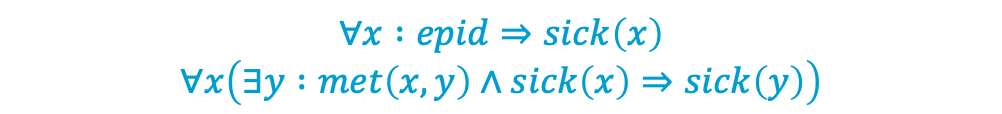 ∀x : epid ⇒ sick(x)
∀x(∃y : met(x, y) ∧ sick(x) ⇒ sick(y))